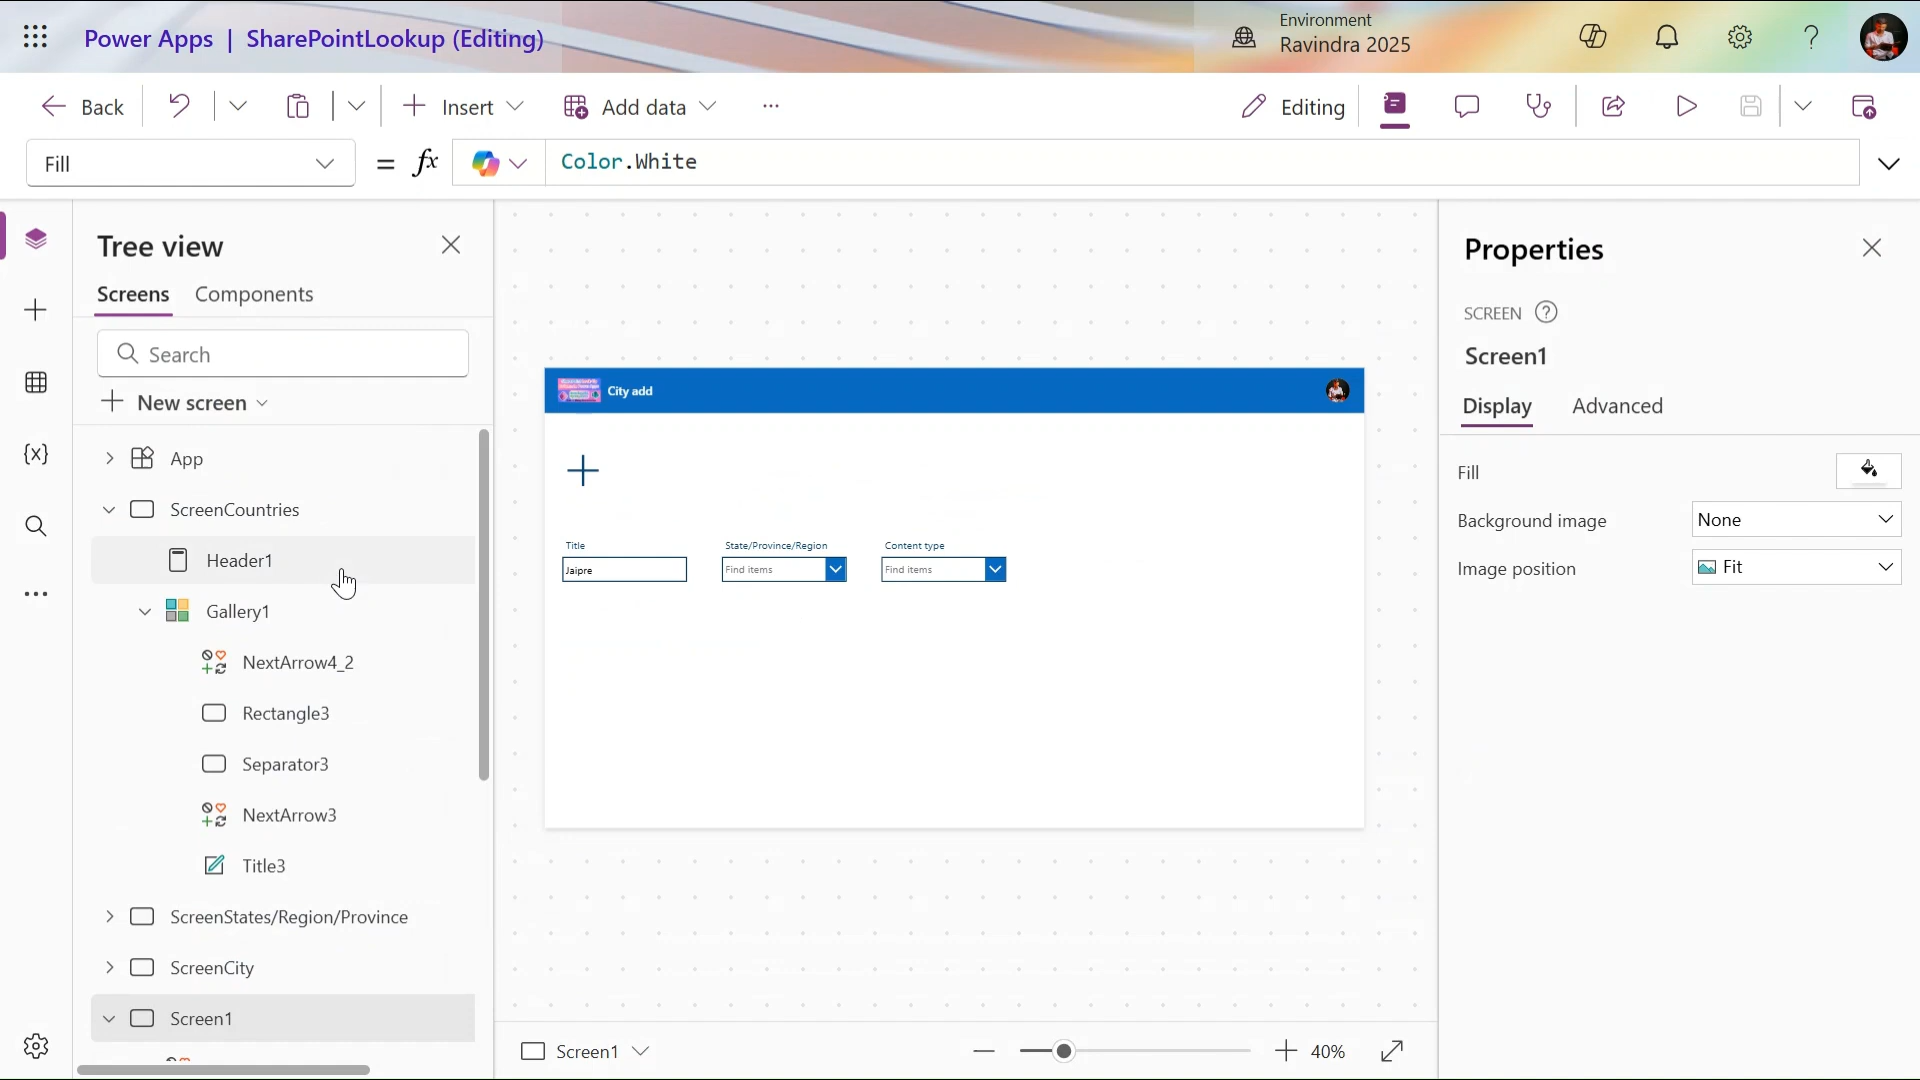 Power Apps | SharePointLookup (Editing)
Environment
Ravindra 2025
Back
Insert
Add data
Editing
Fill
= fx
Color.White
Tree view
Screens
Components
Search
New screen
App
ScreenCountries
Header1
Gallery1
NextArrow4_2
Rectangle3
Separator3
NextArrow3
Title3
ScreenStates/Region/Province
ScreenCity
Screen1
City add
Title
State/Province/Region
Content type
Jaipre
Find items
Find items
Screen1
40%
Properties
SCREEN
Screen1
Display
Advanced
Fill
Background image
None
Image position
Fit